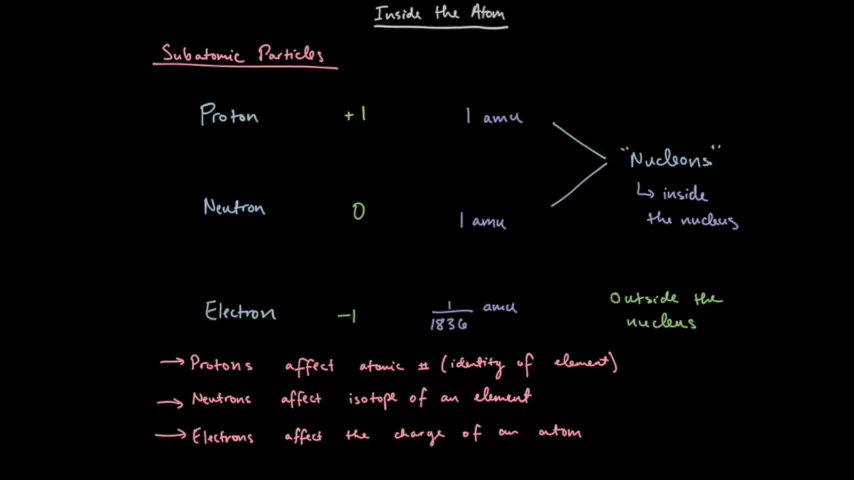 Inside the Atom
Subatomic Particles
Proton +1 1 amu
"Nucleons"
↳ inside
the nucleus
Neutron 0 1 amu
Electron -1 1/1836 amu
Outside the
nucleus
→ Protons affect atomic # (identity of element)
→ Neutrons affect isotope of an element
→ Electrons affect the charge of an atom